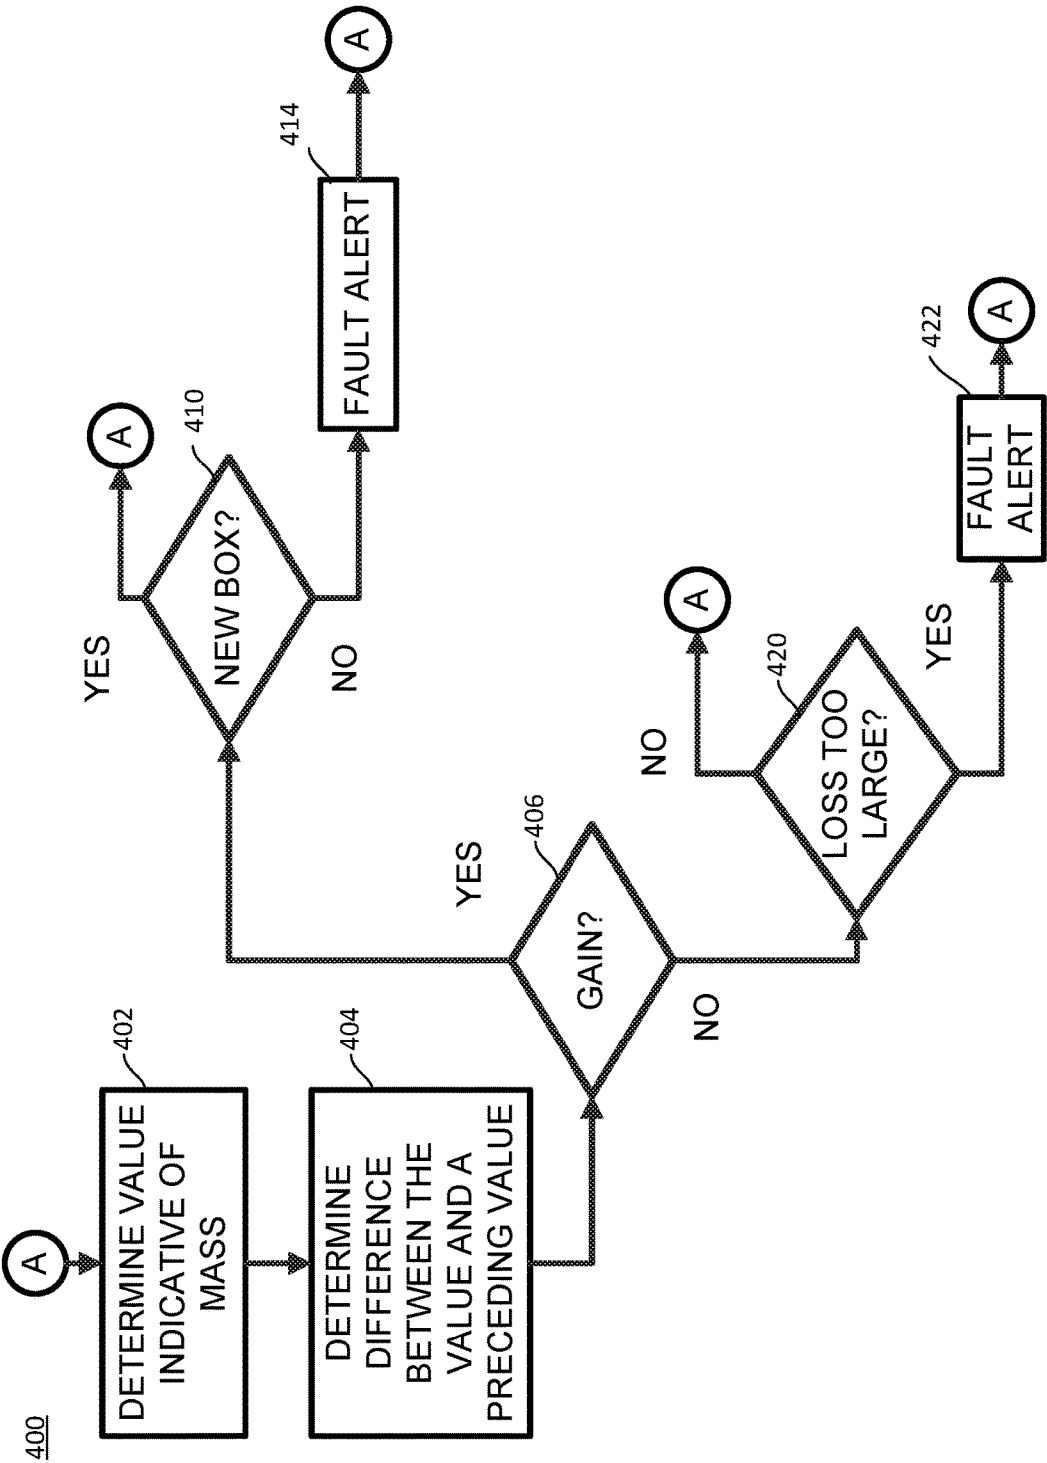 400
A
402
DETERMINE VALUE
INDICATIVE OF
MASS
404
DETERMINE
DIFFERENCE
BETWEEN THE
VALUE AND A
PRECEDING VALUE
406
GAIN?
YES
NO
410
NEW BOX?
YES
A
NO
414
FAULT ALERT
A
420
LOSS TOO
LARGE?
NO
A
YES
422
FAULT
ALERT
A